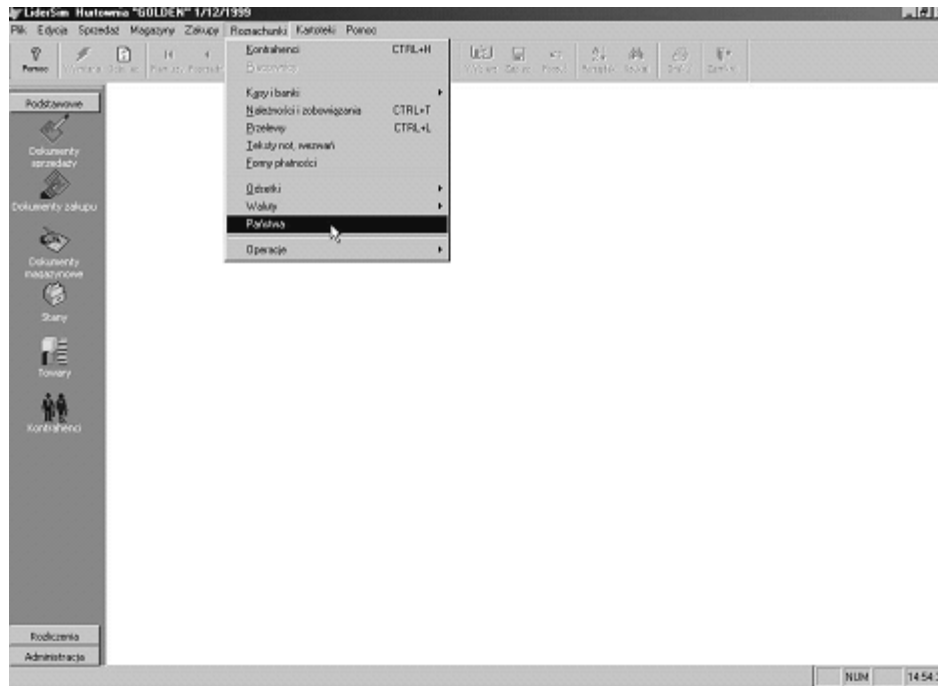 LiderSim Hurtownia "GOLDEN" 1/12/1999
Plik Edycja Sprzedaż Magazyny Zakupy Rozrachunki Kartoteki Pomoc
Pomoc
Podstawowe
Dokumenty
sprzedaży
Dokumenty zakupu
Dokumenty
magazynowe
Stany
Towary
Kontrahenci
Rozliczenia
Administracja
Kontrahenci CTRL+H
Kasy i banki
Należności i zobowiązania CTRL+T
Przelewy CTRL+L
Teksty not, wezwań
Formy płatności
Odsetki
Waluty
Państwa
Operacje
NUM 14:54: